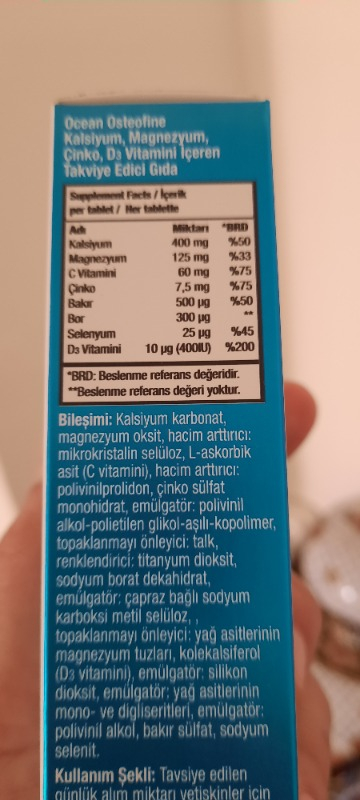 Ocean Osteofine
Kalsiyum, Magnezyum,
Çinko, D3 Vitamini İçeren
Takviye Edici Gıda
Supplement Facts / İçerik
per tablet / Her tablette
Adı Miktarı *BRD
Kalsiyum 400 mg %50
Magnezyum 125 mg %33
C Vitamini 60 mg %75
Çinko 7,5 mg %75
Bakır 500 µg %50
Bor 300 µg **
Selenyum 25 µg %45
D3 Vitamini 10 µg (400IU) %200
*BRD: Beslenme referans değeridir.
**Beslenme referans değeri yoktur.
Bileşimi: Kalsiyum karbonat,
magnezyum oksit, hacim arttırıcı:
mikrokristalin selüloz, L-askorbik
asit (C vitamini), hacim arttırıcı:
polivinilprolidon, çinko sülfat
monohidrat, emülgatör: polivinil
alkol-polietilen glikol-aşılı-kopolimer,
topaklanmayı önleyici: talk,
renklendirici: titanyum dioksit,
sodyum borat dekahidrat,
emülgatör: çapraz bağlı sodyum
karboksi metil selüloz, ,
topaklanmayı önleyici: yağ asitlerinin
magnezyum tuzları, kolekalsiferol
(D3 vitamini), emülgatör: silikon
dioksit, emülgatör: yağ asitlerinin
mono- ve digliseritleri, emülgatör:
polivinil alkol, bakır sülfat, sodyum
selenit.
Kullanım Şekli: Tavsiye edilen
günlük alım miktarı yetişkinler için